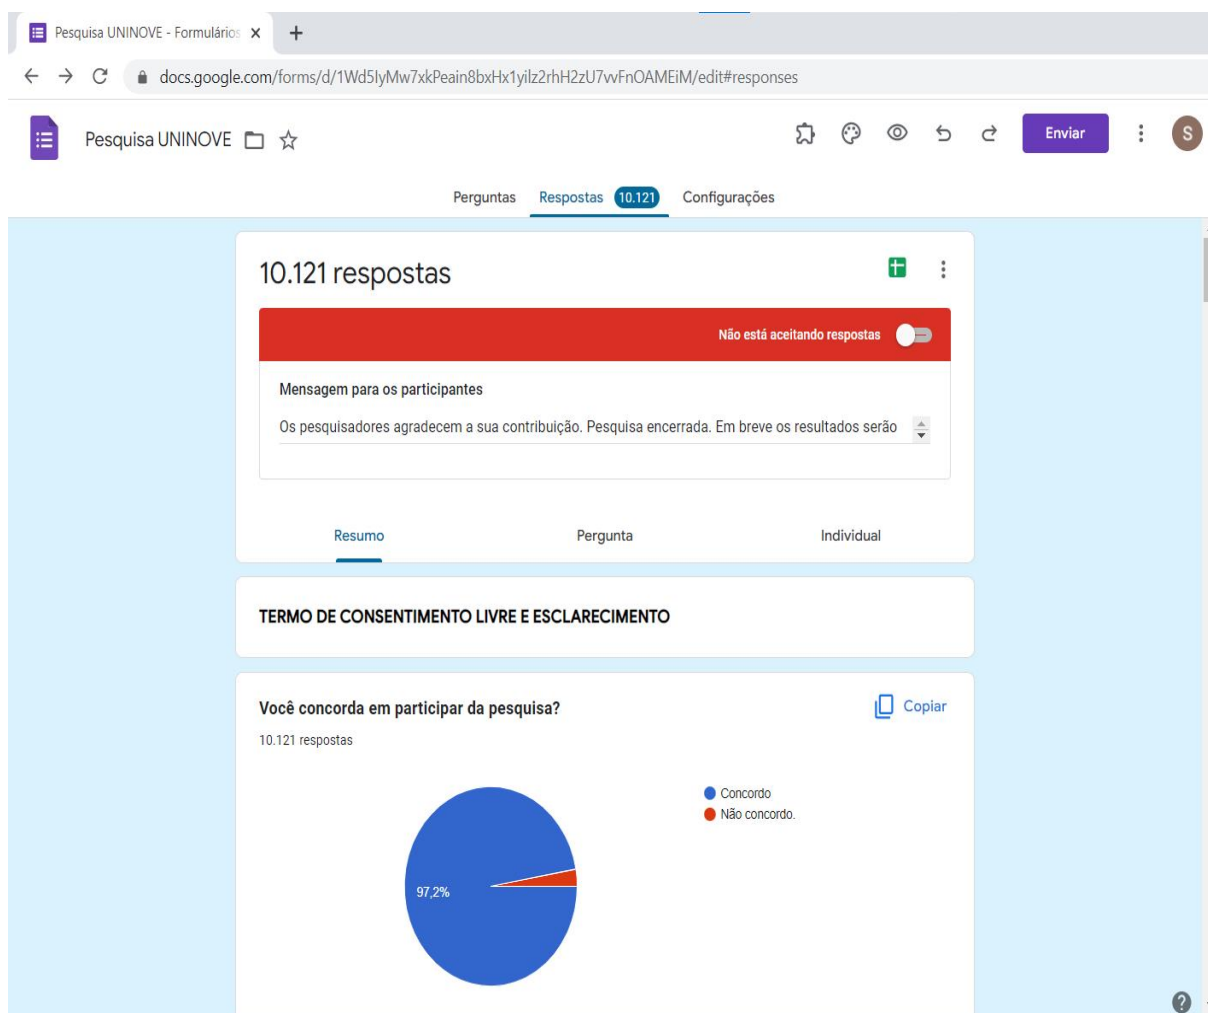 Pesquisa UNINOVE - Formulários
docs.google.com/forms/d/1Wd5IyMw7xkPeain8bxHx1yilz2rhH2zU7vvFnOAMEiM/edit#responses
Pesquisa UNINOVE
Enviar
S
Perguntas Respostas 10.121 Configurações
10.121 respostas
Não está aceitando respostas
Mensagem para os participantes
Os pesquisadores agradecem a sua contribuição. Pesquisa encerrada. Em breve os resultados serão
Resumo Pergunta Individual
TERMO DE CONSENTIMENTO LIVRE E ESCLARECIMENTO
Você concorda em participar da pesquisa?
Copiar
10.121 respostas
Concordo
Não concordo.
97,2%